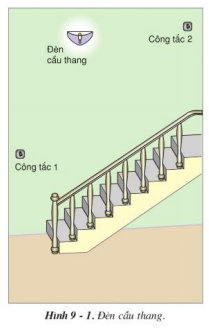 Công tắc 2
Đèn
cầu thang
Công tắc 1
Hình 9 - 1. Đèn cầu thang.